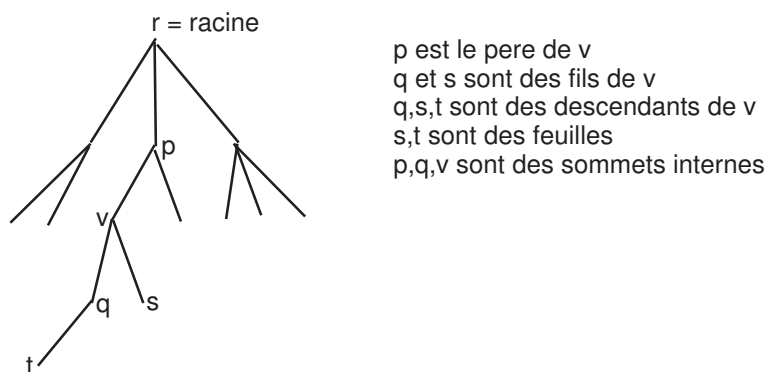 r = racine
p est le pere de v
q et s sont des fils de v
q,s,t sont des descendants de v
s,t sont des feuilles
p,q,v sont des sommets internes
p
v
q
s
t